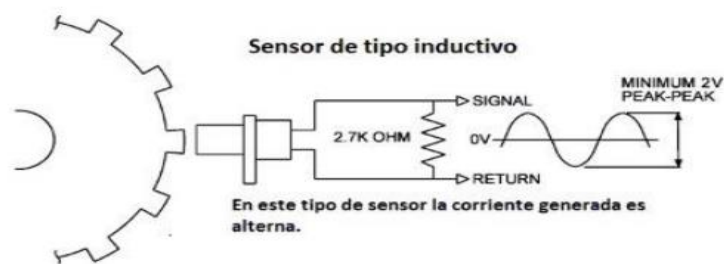 Sensor de tipo inductivo
MINIMUM 2V
PEAK-PEAK
SIGNAL
2.7K OHM
0V
RETURN
En este tipo de sensor la corriente generada es
alterna.